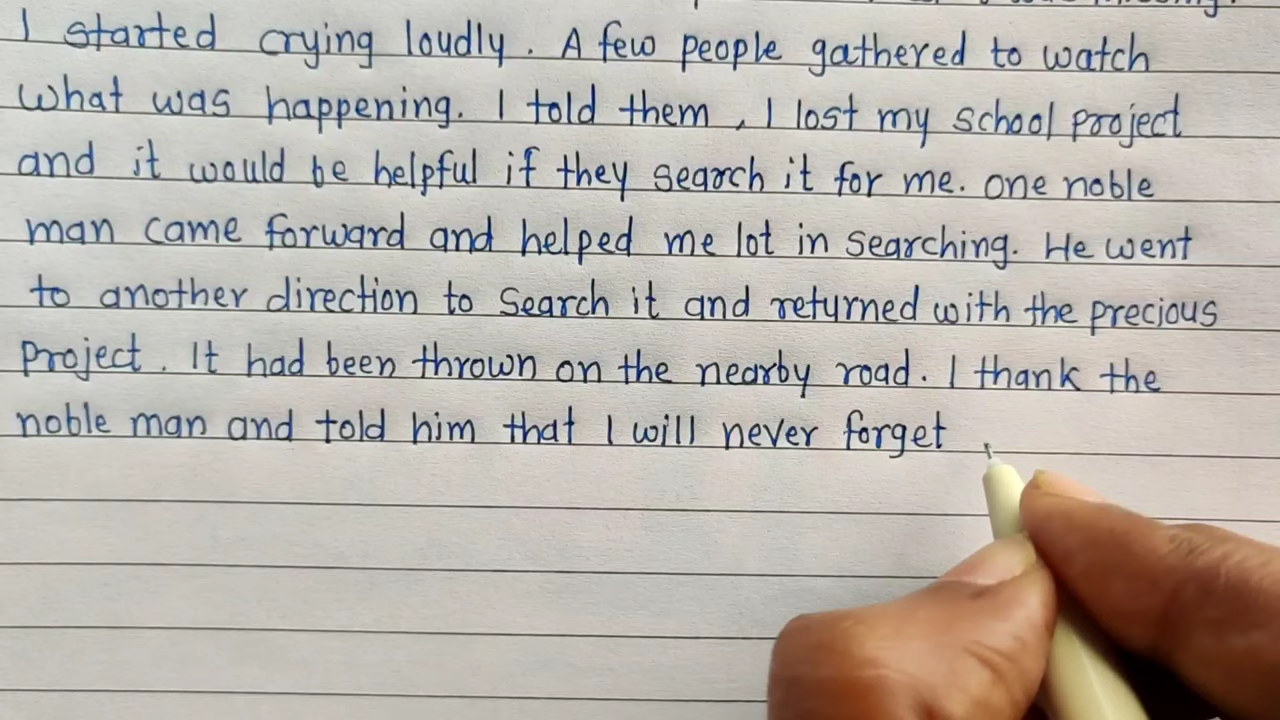 I started crying loudly. A few people gathered to watch
what was happening. I told them, I lost my school project
and it would be helpful if they search it for me. one noble
man came forward and helped me lot in searching. He went
to another direction to search it and returned with the precious
project. It had been thrown on the nearby road. I thank the
noble man and told him that I will never forget